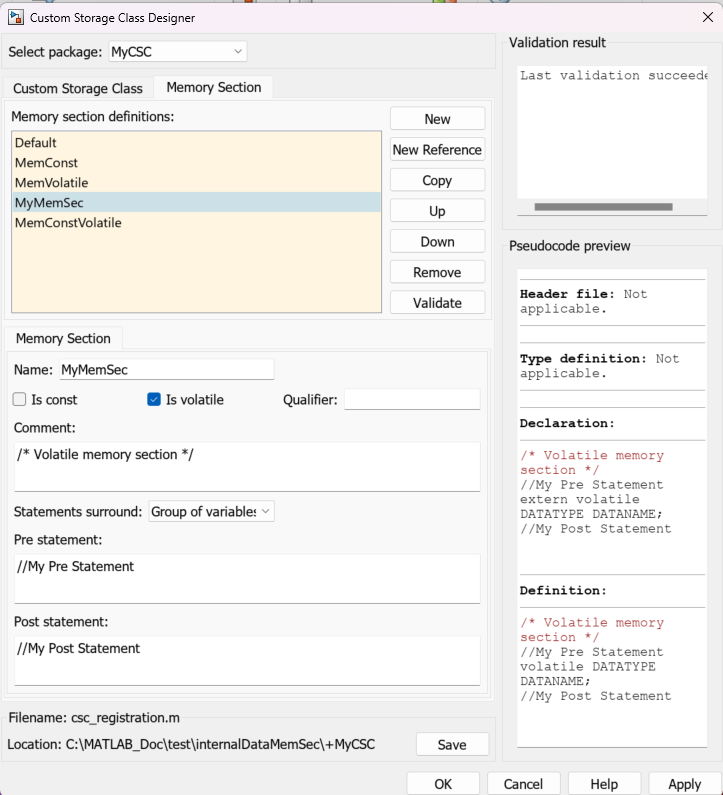 Custom Storage Class Designer
Select package: MyCSC
Custom Storage Class
Memory Section
Memory section definitions:
Default
MemConst
MemVolatile
MyMemSec
MemConstVolatile
New
New Reference
Copy
Up
Down
Remove
Validate
Memory Section
Name: MyMemSec
Is const
Is volatile
Qualifier:
Comment:
/* Volatile memory section */
Statements surround: Group of variables
Pre statement:
//My Pre Statement
Post statement:
//My Post Statement
Filename: csc_registration.m
Location: C:\MATLAB_Doc\test\internalDataMemSec\+MyCSC
Save
Validation result
Last validation succeede
Pseudocode preview
Header file: Not
applicable.
Type definition: Not
applicable.
Declaration:
/* Volatile memory
section */
//My Pre Statement
extern volatile
DATATYPE DATANAME;
//My Post Statement
Definition:
/* Volatile memory
section */
//My Pre Statement
volatile DATATYPE
DATANAME;
//My Post Statement
OK
Cancel
Help
Apply